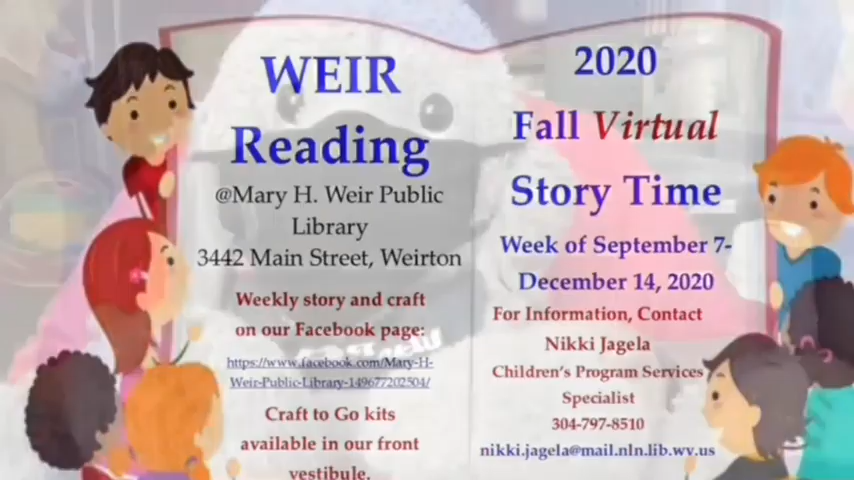 WEIR
Reading
@Mary H. Weir Public
Library
3442 Main Street, Weirton
Weekly story and craft
on our Facebook page:
https://www.facebook.com/Mary-H-
Weir-Public-Library-149677202504/
Craft to Go kits
available in our front
vestibule.
2020
Fall Virtual
Story Time
Week of September 7-
December 14, 2020
For Information, Contact
Nikki Jagela
Children's Program Services
Specialist
304-797-8510
nikki.jagela@mail.nln.lib.wv.us